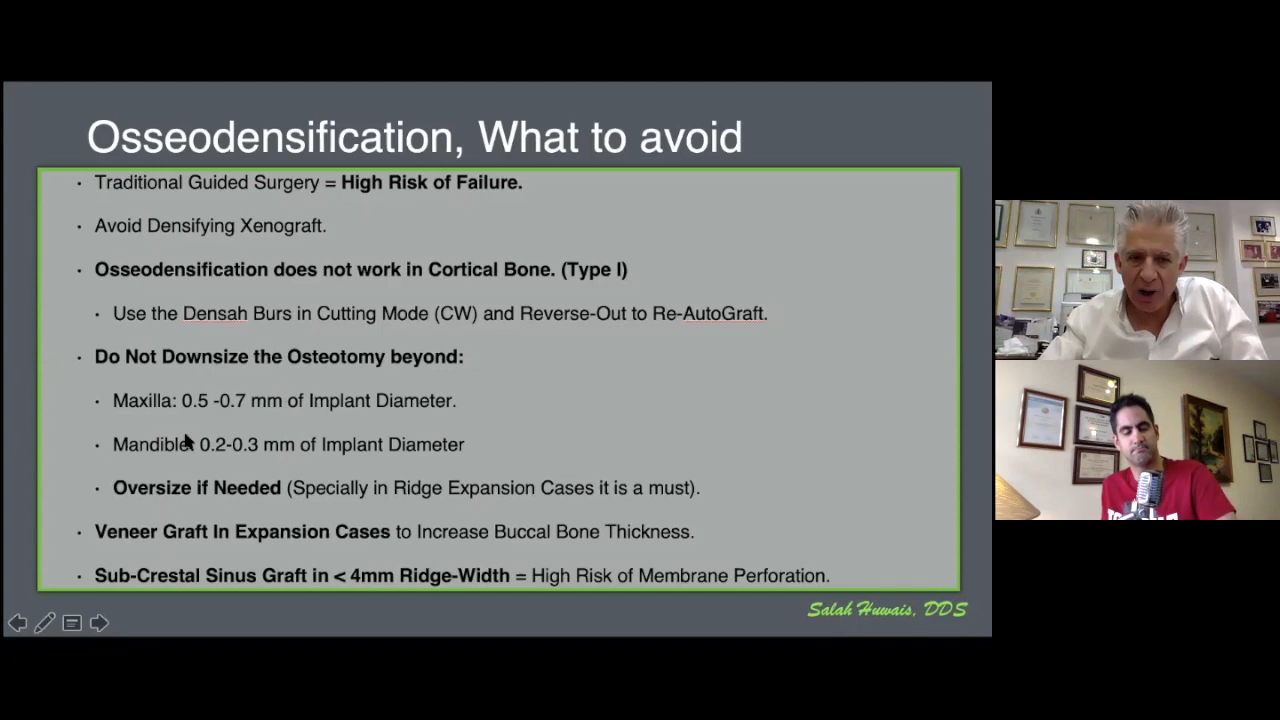 Osseodensification, What to avoid
· Traditional Guided Surgery = High Risk of Failure.
· Avoid Densifying Xenograft.
· Osseodensification does not work in Cortical Bone. (Type I)
· Use the Densah Burs in Cutting Mode (CW) and Reverse-Out to Re-AutoGraft.
· Do Not Downsize the Osteotomy beyond:
· Maxilla: 0.5 -0.7 mm of Implant Diameter.
· Mandible: 0.2-0.3 mm of Implant Diameter
· Oversize if Needed (Specially in Ridge Expansion Cases it is a must).
· Veneer Graft In Expansion Cases to Increase Buccal Bone Thickness.
· Sub-Crestal Sinus Graft in < 4mm Ridge-Width = High Risk of Membrane Perforation.
Salah Huwais, DDS